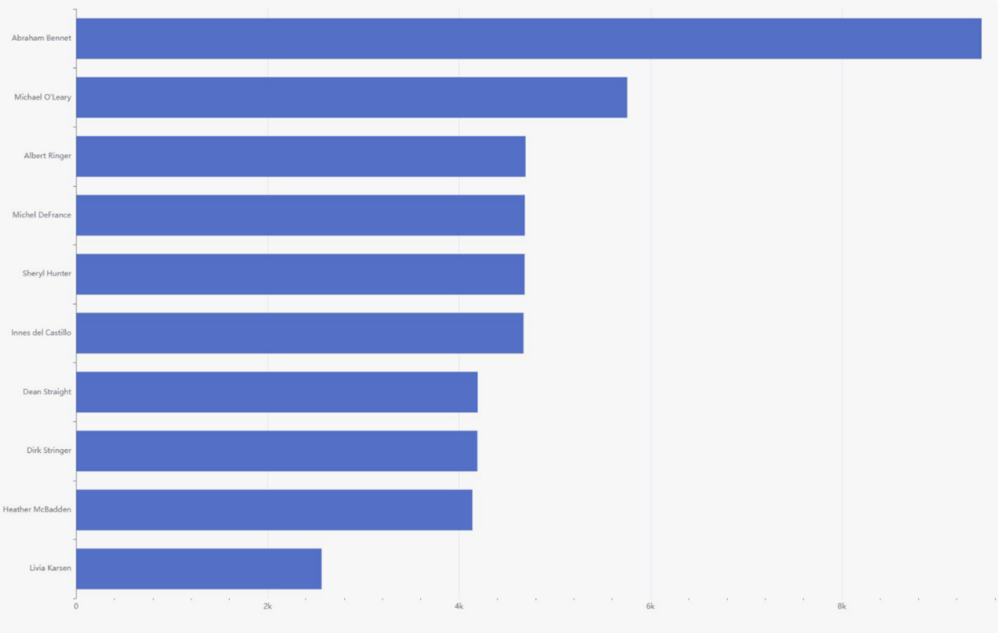 Abraham Bennet
Michael O'Leary
Albert Ringer
Michel DeFrance
Sheryl Hunter
Innes del Castillo
Dean Straight
Dirk Stringer
Heather McBadden
Livia Karsen
0 2k 4k 6k 8k